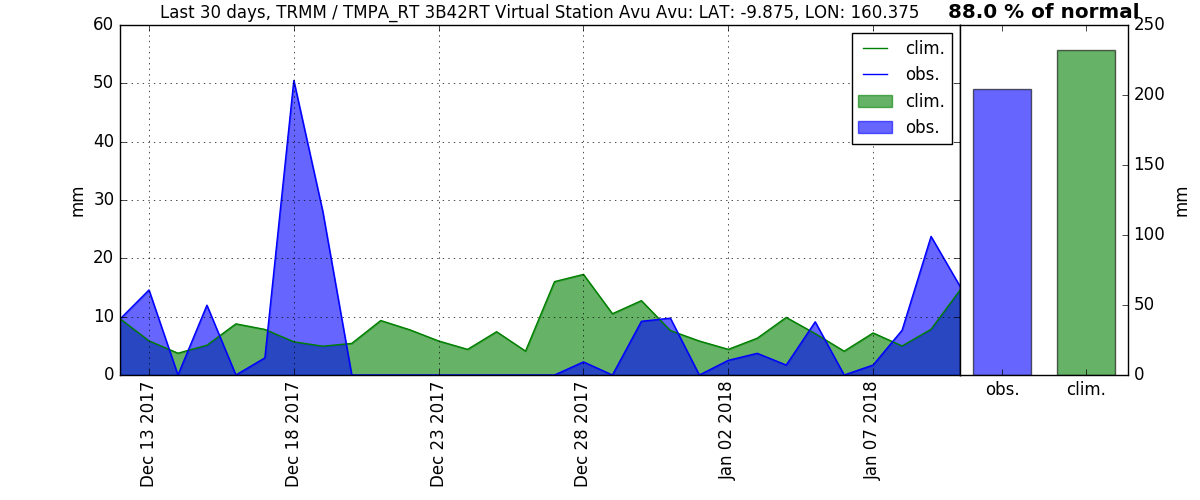 Last 30 days, TRMM / TMPA_RT 3B42RT Virtual Station Avu Avu: LAT: -9.875, LON: 160.375
88.0 % of normal
60
50
40
30
20
10
0
mm
clim.
obs.
clim.
obs.
250
200
150
100
50
0
mm
Dec 13 2017
Dec 18 2017
Dec 23 2017
Dec 28 2017
Jan 02 2018
Jan 07 2018
obs.
clim.